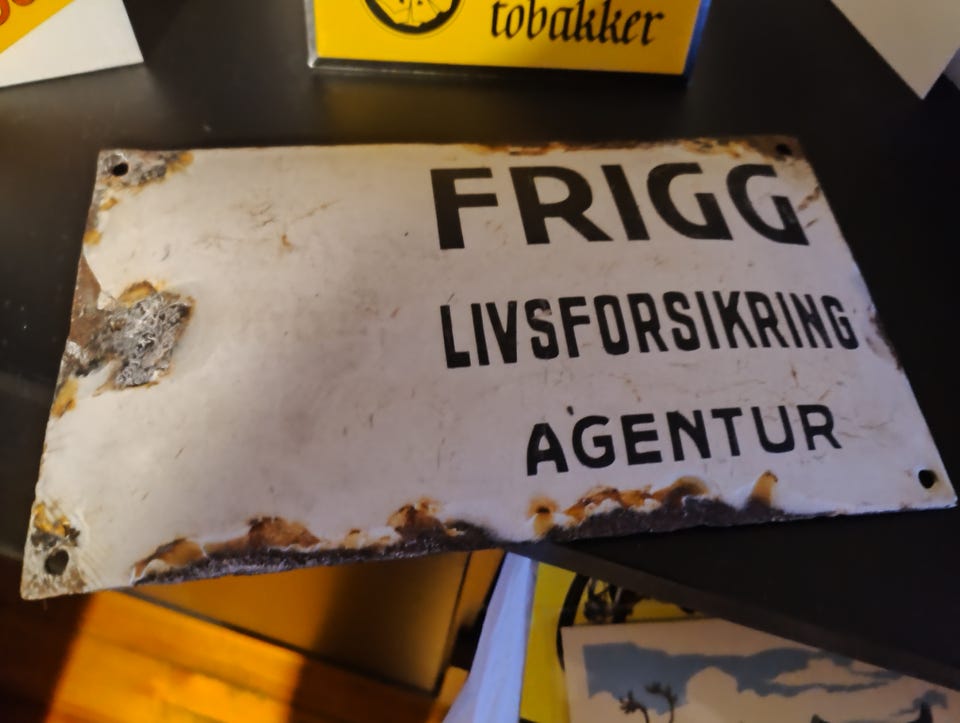 tobakker
FRIGG
LIVSFORSIKRING
AGENTUR